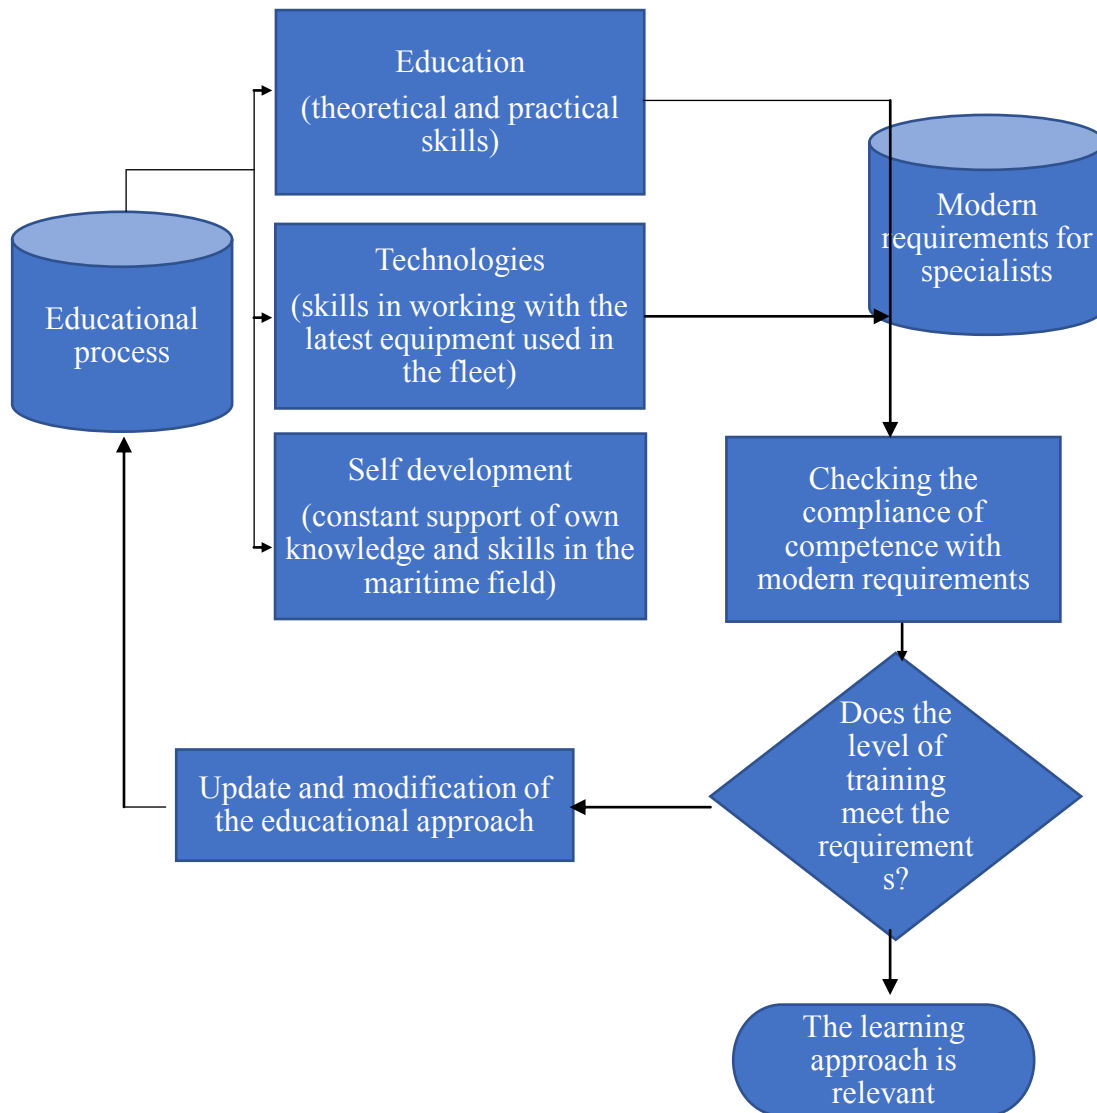 Education
(theoretical and practical
skills)
Modern
requirements for
specialists
Technologies
(skills in working with the
latest equipment used in
the fleet)
Educational
process
Self development
(constant support of own
knowledge and skills in the
maritime field)
Checking the
compliance of
competence with
modern requirements
Does the
level of
training
meet the
requirement
s?
Update and modification of
the educational approach
The learning
approach is
relevant